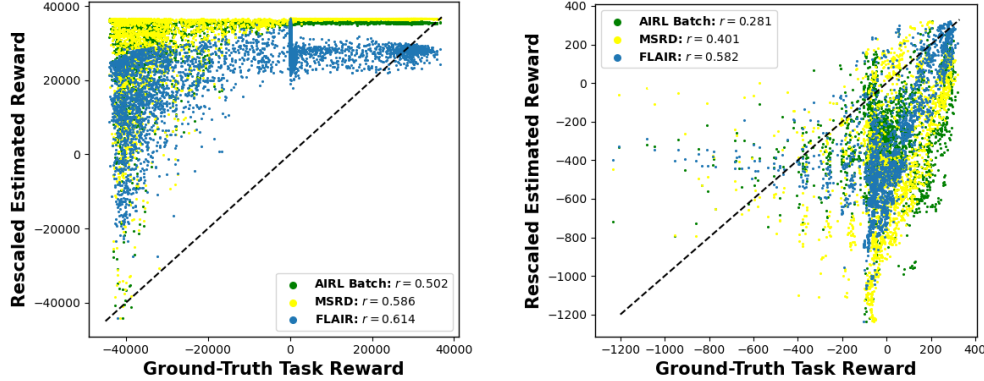 40000
20000
0
−20000
−40000
Rescaled Estimated Reward
AIRL Batch: r = 0.502
MSRD: r = 0.586
FLAIR: r = 0.614
−40000 −20000 0 20000 40000
Ground-Truth Task Reward
400
200
0
−200
−400
−600
−800
−1000
−1200
Rescaled Estimated Reward
AIRL Batch: r = 0.281
MSRD: r = 0.401
FLAIR: r = 0.582
−1200 −1000 −800 −600 −400 −200 0 200 400
Ground-Truth Task Reward